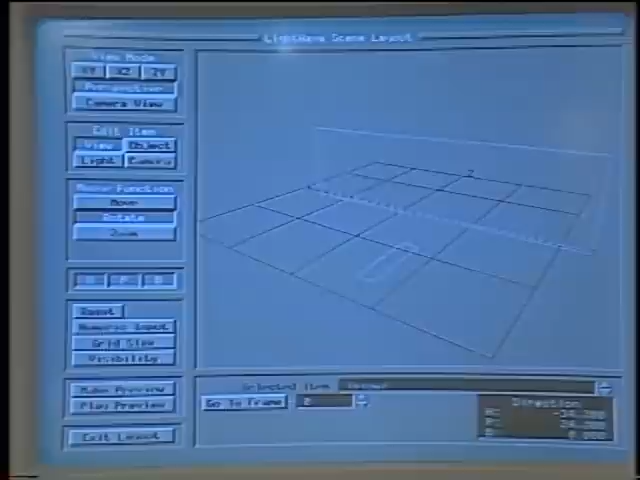 LightWave Scene Layout
View Mode
XY XZ ZY
Perspective
Camera View
Edit Item
View Object
Light Camera
Mouse Function
Move
Rotate
Zoom
Reset
Numeric Input
Grid Size
Visibility
Make Preview
Play Preview
Exit Layout
Z
Selected Item
Go To Frame
Direction